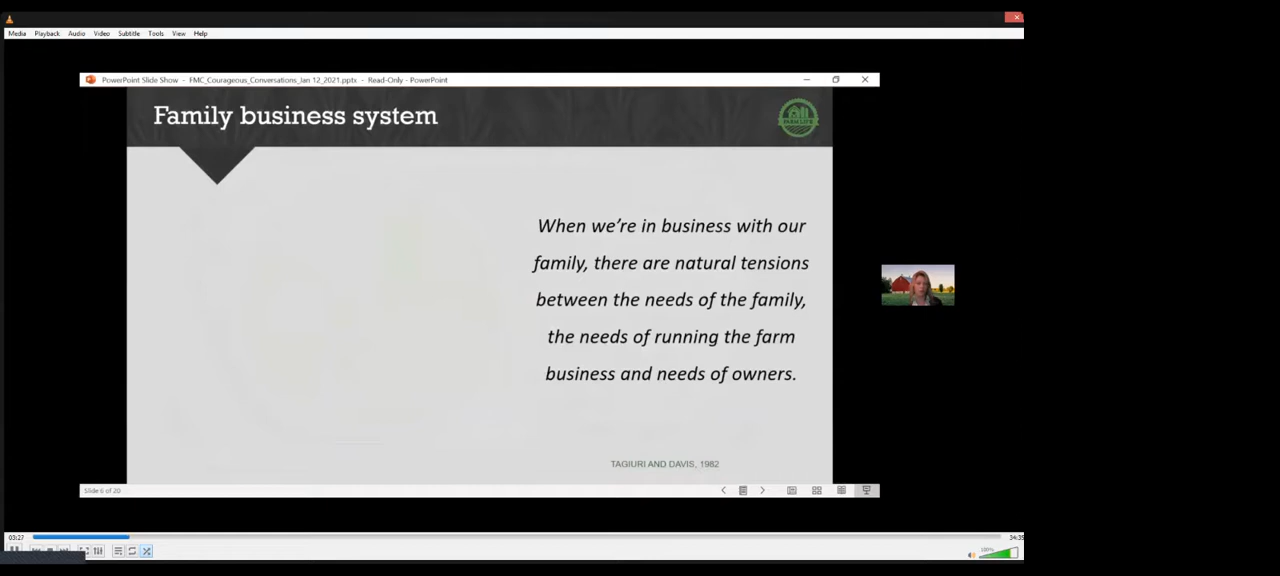 Media Playback Audio Video Subtitle Tools View Help
PowerPoint Slide Show - FMC_Courageous_Conversations_Jan 12_2021.pptx - Read-Only - PowerPoint
Family business system
When we're in business with our
family, there are natural tensions
between the needs of the family,
the needs of running the farm
business and needs of owners.
TAGIURI AND DAVIS, 1982
Slide 6 of 20
03:27
34:35
100%